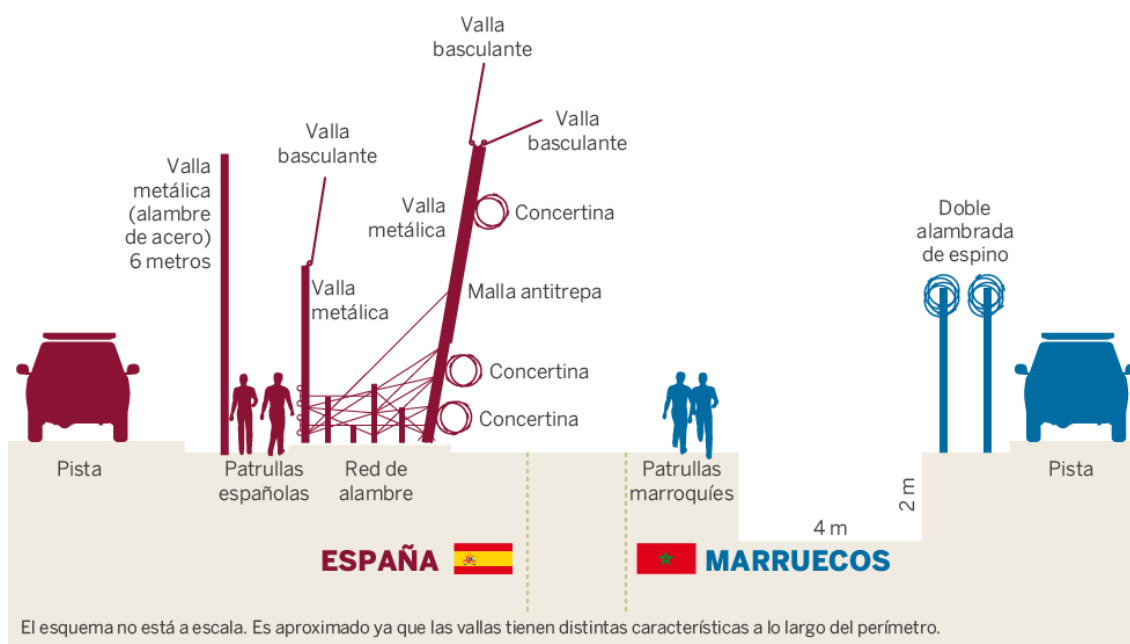 Valla
basculante
Valla
basculante
Valla
basculante
Valla
metálica
(alambre
de acero)
6 metros
Valla
metálica
Concertina
Doble
alambrada
de espino
Valla
metálica
Malla antitrepa
Concertina
Concertina
Pista
Patrullas
españolas
Red de
alambre
Patrullas
marroquíes
2 m
4 m
Pista
ESPAÑA
MARRUECOS
El esquema no está a escala. Es aproximado ya que las vallas tienen distintas características a lo largo del perímetro.